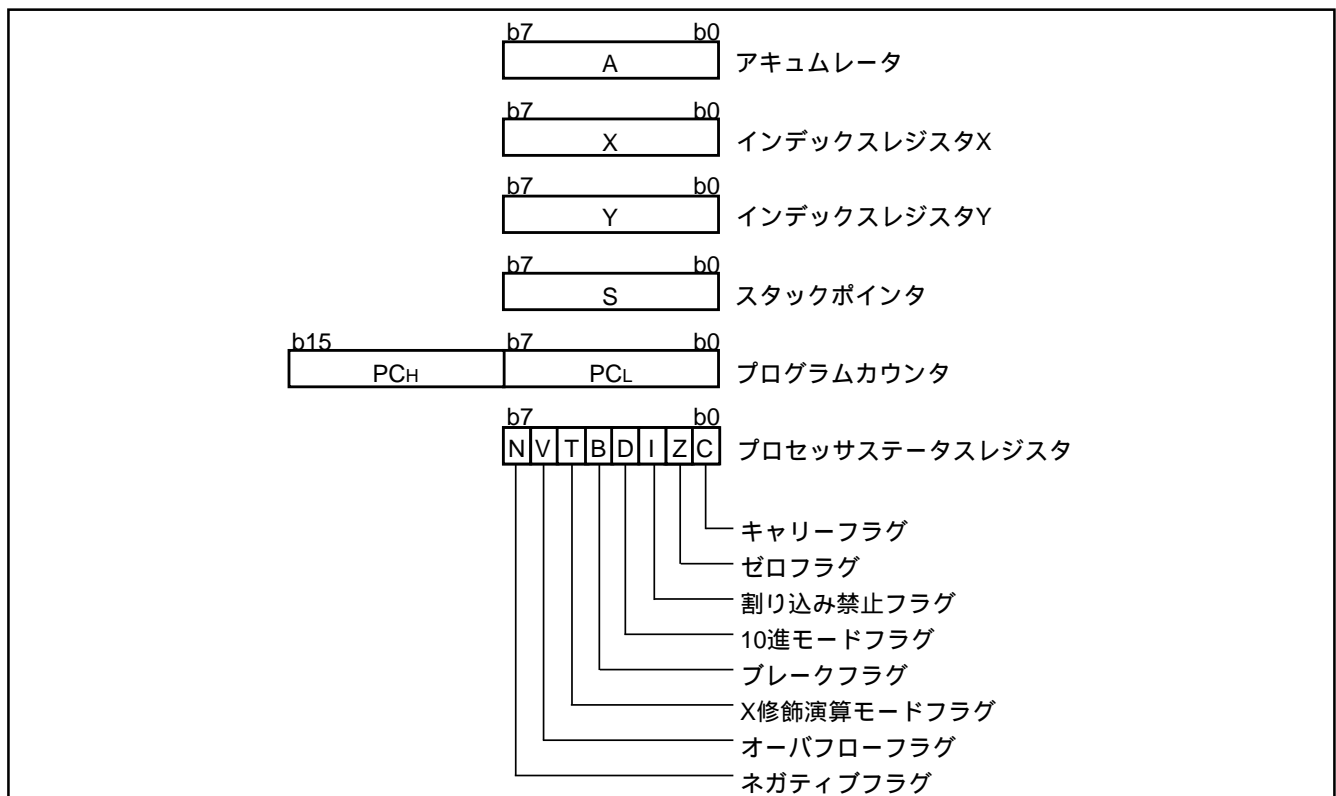 b7 b0
A アキュムレータ
b7 b0
X インデックスレジスタX
b7 b0
Y インデックスレジスタY
b7 b0
S スタックポインタ
b15 b7 b0
PCH PCL プログラムカウンタ
b7 b0
N V T B D I Z C プロセッサステータスレジスタ
キャリーフラグ
ゼロフラグ
割り込み禁止フラグ
10進モードフラグ
ブレークフラグ
X修飾演算モードフラグ
オーバフローフラグ
ネガティブフラグ